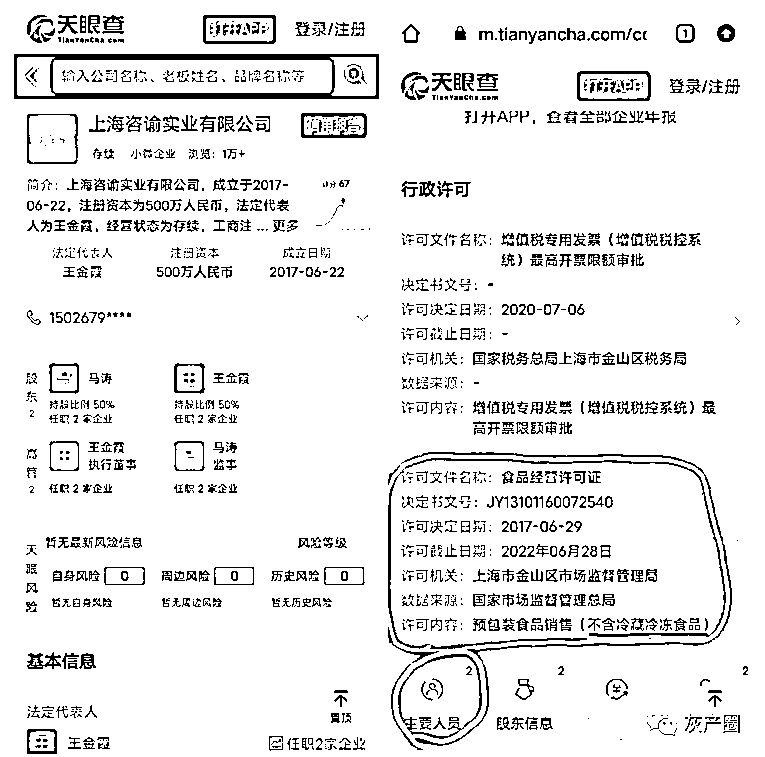 天眼查
TianYanCha.com
打开APP
登录/注册
输入公司名称、老板姓名、品牌名称等
上海咨谕实业有限公司
存续 小微企业 浏览：1万+
简介：上海咨谕实业有限公司，成立于2017-
06-22，注册资本为500万人民币，法定代表
人为王金霞，经营状态为存续，工商注 ... 更多
评分 67
法定代表人 注册资本 成立日期
王金霞 500万人民币 2017-06-22
1502679****
股东2
马涛
持股比例 50%
任职 2 家企业
王金霞
持股比例 50%
任职 2 家企业
高管2
王金霞
执行董事
任职 2 家企业
马涛
监事
任职 2 家企业
天眼风险
暂无最新风险信息 风险等级
自身风险 0 周边风险 0 历史风险 0
暂无自身风险 暂无周边风险 暂无历史风险
基本信息
法定代表人
置顶
王金霞
任职2家企业
m.tianyancha.com/cc
1
天眼查
TianYanCha.com
打开APP
登录/注册
打开APP，查看全部企业年报
行政许可
许可文件名称：增值税专用发票（增值税税控系
统）最高开票限额审批
决定书文号：-
许可决定日期：2020-07-06
许可截止日期：-
许可机关：国家税务总局上海市金山区税务局
数据来源：-
许可内容：增值税专用发票（增值税税控系统）最
高开票限额审批
许可文件名称：食品经营许可证
决定书文号：JY13101160072540
许可决定日期：2017-06-29
许可截止日期：2022年06月28日
许可机关：上海市金山区市场监督管理局
数据来源：国家市场监督管理总局
许可内容：预包装食品销售（不含冷藏冷冻食品）
2 2 2
主要人员 股东信息
灰产圈